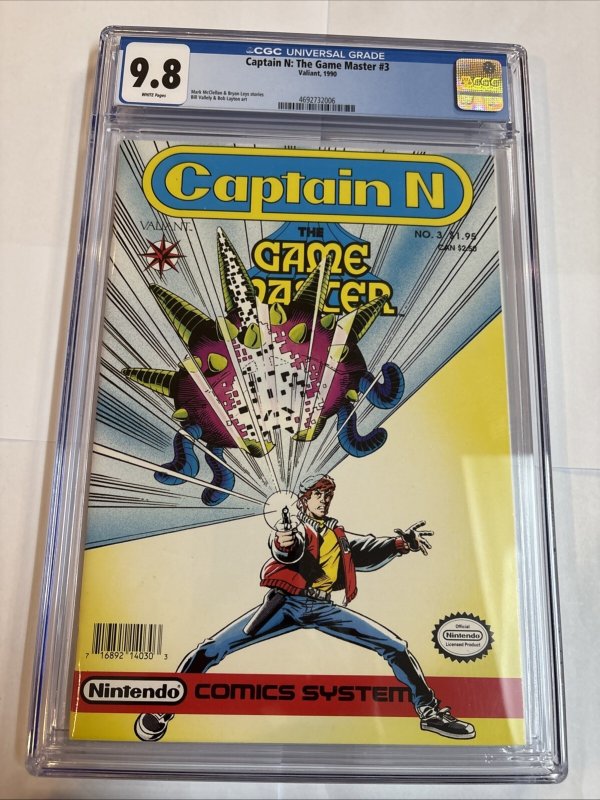 CGC UNIVERSAL GRADE
9.8
WHITE Pages
Captain N: The Game Master #3
Valiant, 1990
Mark McClellan & Bryan Leys stories
Bill Vallely & Bob Layton art
4692732006
CGC
Captain N
VALIANT
THE
GAME
MASTER
NO. 3 $1.95
CAN $2.50
Official
Nintendo
Licensed Product
7 16892 14030 3
Nintendo COMICS SYSTEM